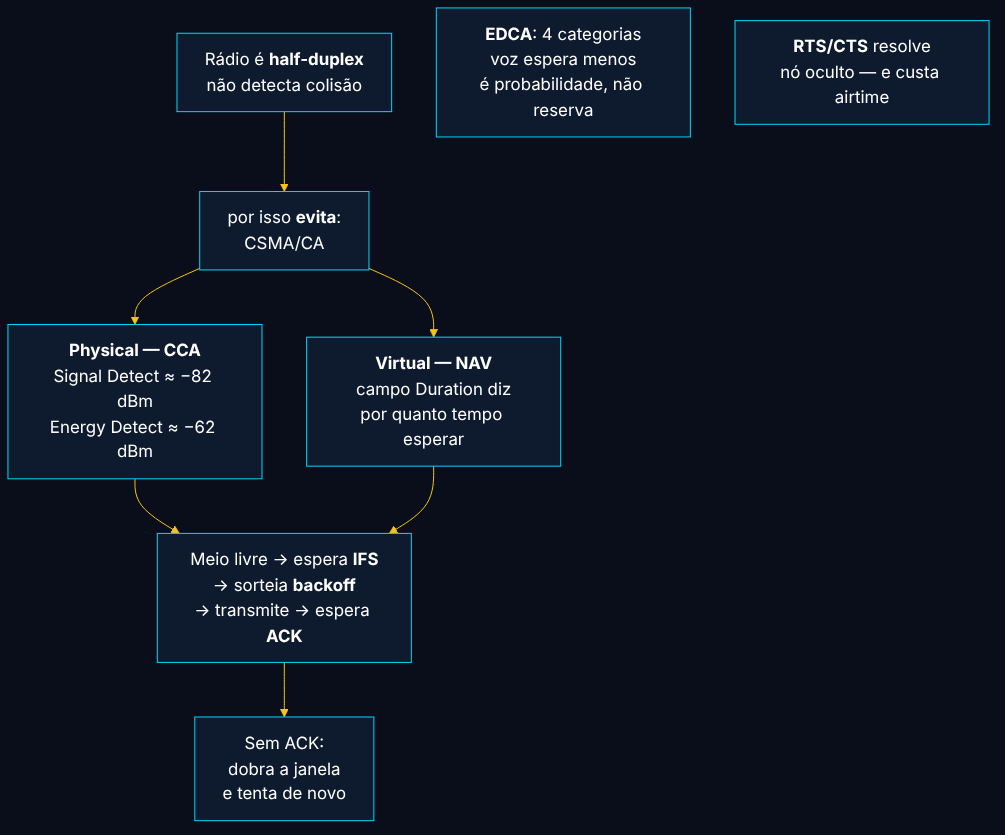 Rádio é half-duplex
não detecta colisão
EDCA: 4 categorias
voz espera menos
é probabilidade, não
reserva
RTS/CTS resolve
nó oculto — e custa
airtime
por isso evita:
CSMA/CA
Physical — CCA
Signal Detect ≈ −82
dBm
Energy Detect ≈ −62
dBm
Virtual — NAV
campo Duration diz
por quanto tempo
esperar
Meio livre → espera IFS
→ sorteia backoff
→ transmite → espera
ACK
Sem ACK:
dobra a janela
e tenta de novo